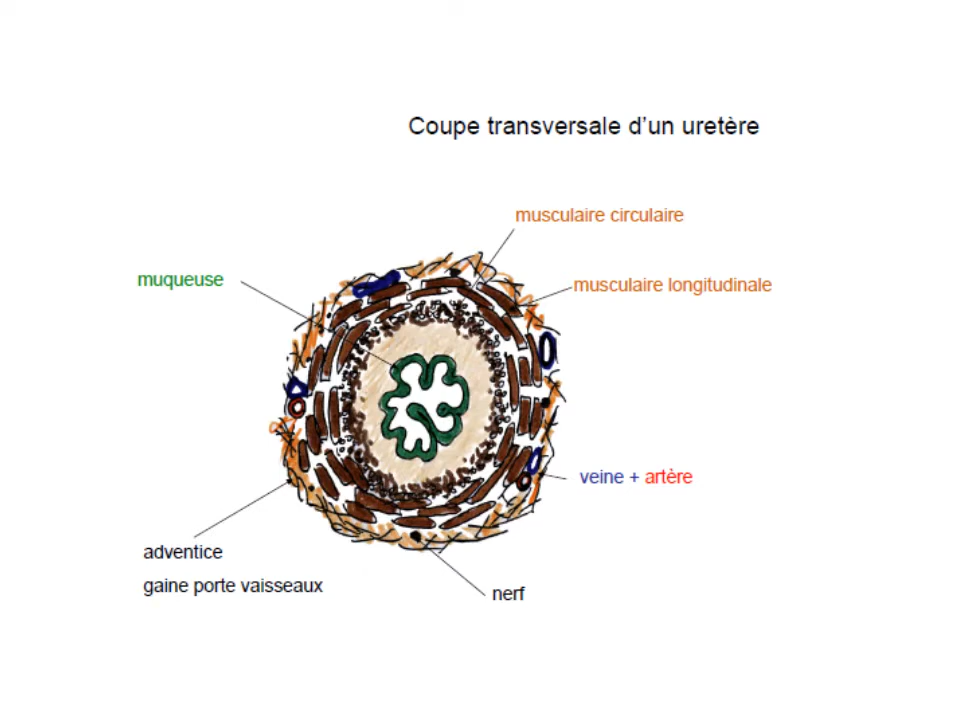 Coupe transversale d'un uretère
musculaire circulaire
muqueuse
musculaire longitudinale
veine + artère
adventice
gaine porte vaisseaux
nerf